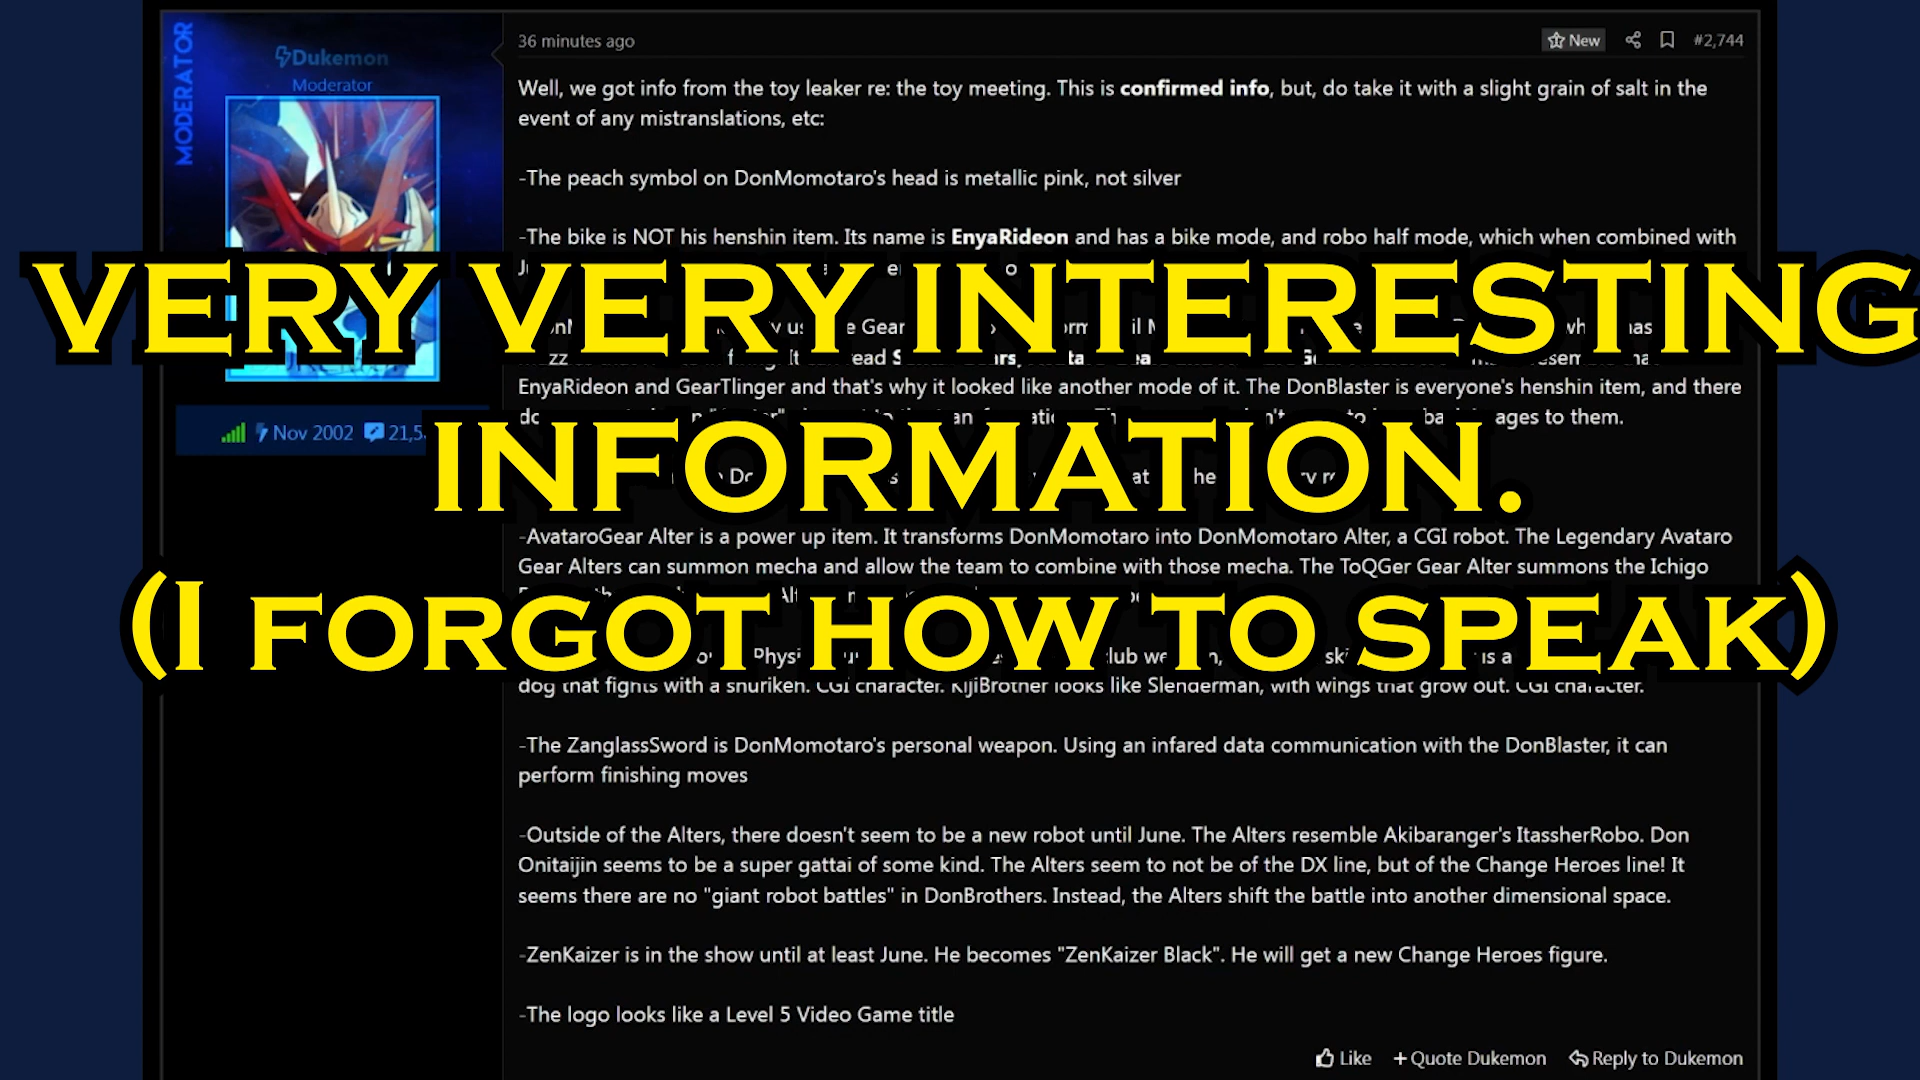 MODERATOR
Dukemon
Moderator
Nov 2002
36 minutes ago
New
#2,744
Well, we got info from the toy leaker re: the toy meeting. This is confirmed info, but, do take it with a slight grain of salt in the
event of any mistranslations, etc:
-The peach symbol on DonMomotaro's head is metallic pink, not silver
-The bike is NOT his henshin item. Its name is EnyaRideon and has a bike mode, and robo half mode, which when combined with
VERY VERY INTERESTING
EnyaRideon and GearTlinger and that's why it looked like another mode of it. The DonBlaster is everyone's henshin item, and there
to them.
INFORMATION.
-AvataroGear Alter is a power up item. It transforms DonMomotaro into DonMomotaro Alter, a CGI robot. The Legendary Avataro
Gear Alters can summon mecha and allow the team to combine with those mecha. The ToQGer Gear Alter summons the Ichigo
(I FORGOT HOW TO SPEAK)
is a
dog that fights with a shuriken. CGI character. KijiBrother looks like Slenderman, with wings that grow out. CGI character.
-The ZanglassSword is DonMomotaro's personal weapon. Using an infared data communication with the DonBlaster, it can
perform finishing moves
-Outside of the Alters, there doesn't seem to be a new robot until June. The Alters resemble Akibaranger's ItassherRobo. Don
Onitaijin seems to be a super gattai of some kind. The Alters seem to not be of the DX line, but of the Change Heroes line! It
seems there are no "giant robot battles" in DonBrothers. Instead, the Alters shift the battle into another dimensional space.
-ZenKaizer is in the show until at least June. He becomes "ZenKaizer Black". He will get a new Change Heroes figure.
-The logo looks like a Level 5 Video Game title
Like
+Quote Dukemon
Reply to Dukemon